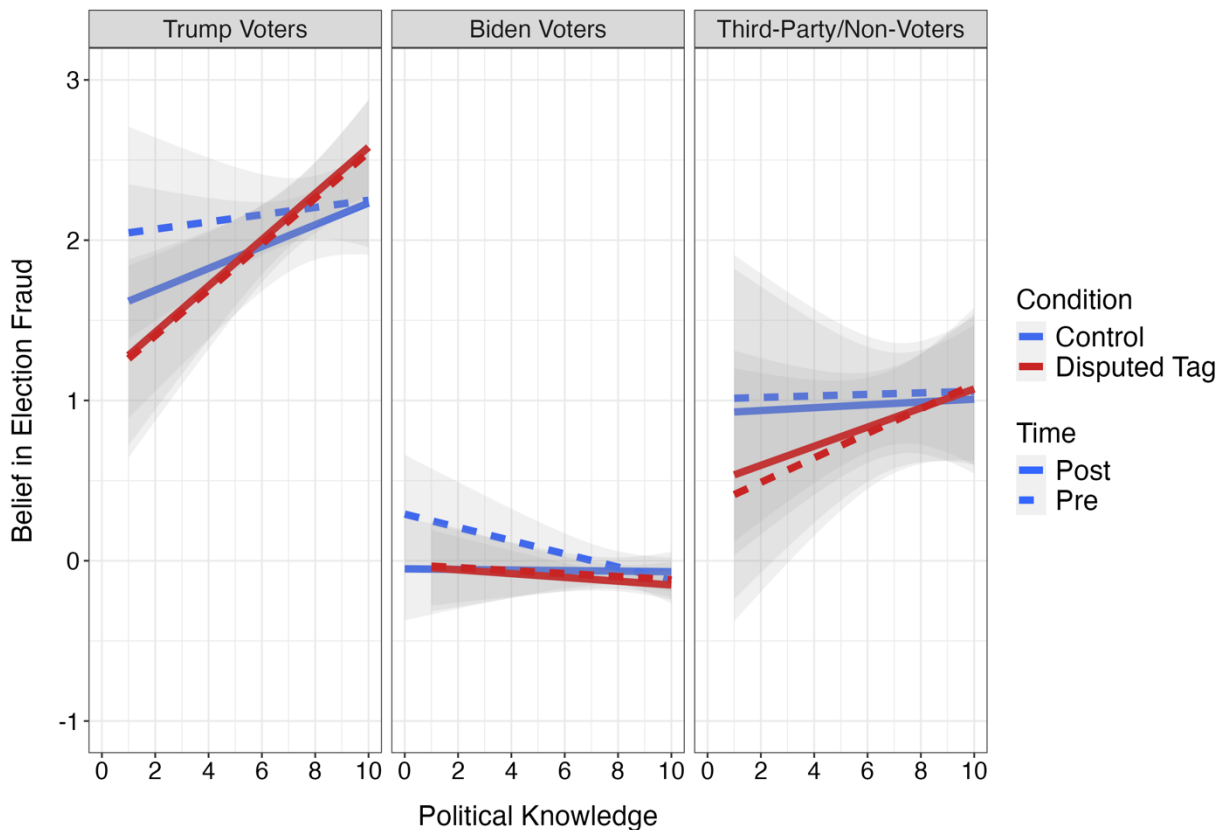 Trump Voters
Biden Voters
Third-Party/Non-Voters
3
2
1
0
-1
0 2 4 6 8 10
0 2 4 6 8 10
0 2 4 6 8 10
Belief in Election Fraud
Political Knowledge
Condition
Control
Disputed Tag
Time
Post
Pre